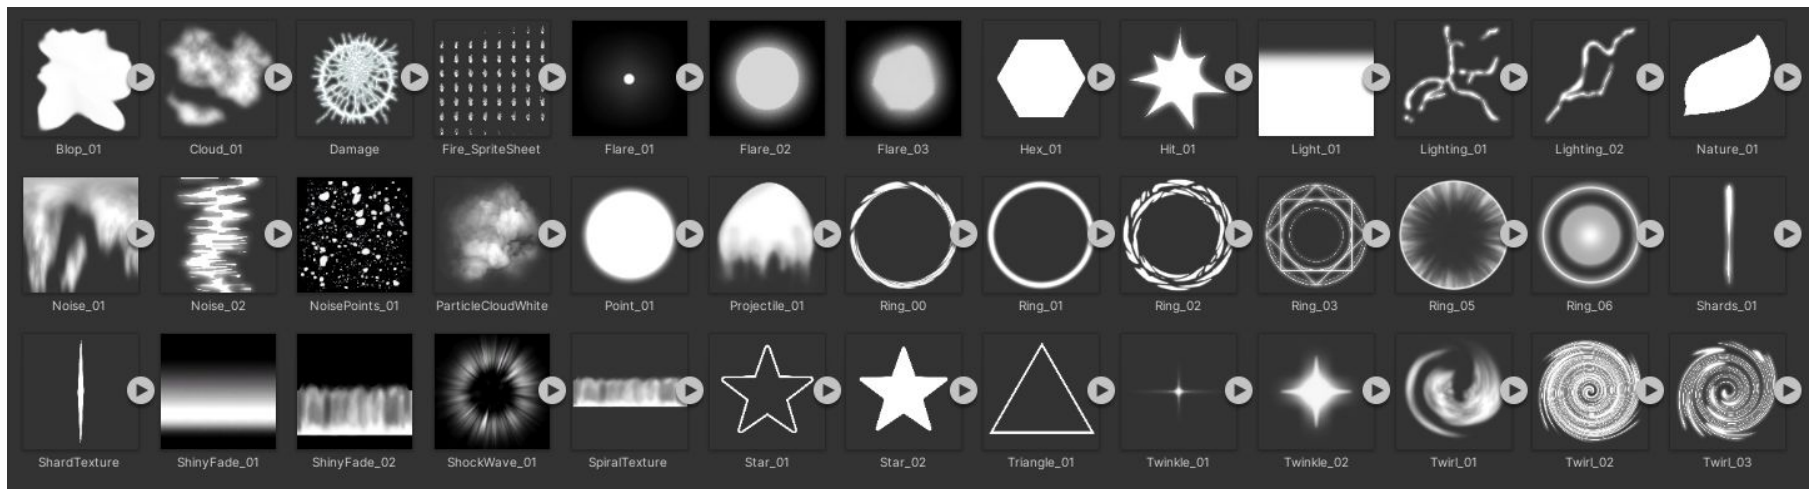 Blop_01 Cloud_01 Damage Fire_SpriteSheet Flare_01 Flare_02 Flare_03 Hex_01 Hit_01 Light_01 Lighting_01 Lighting_02 Nature_01
Noise_01 Noise_02 NoisePoints_01 ParticleCloudWhite Point_01 Projectile_01 Ring_00 Ring_01 Ring_02 Ring_03 Ring_05 Ring_06 Shards_01
ShardTexture ShinyFade_01 ShinyFade_02 ShockWave_01 SpiralTexture Star_01 Star_02 Triangle_01 Twinkle_01 Twinkle_02 Twirl_01 Twirl_02 Twirl_03